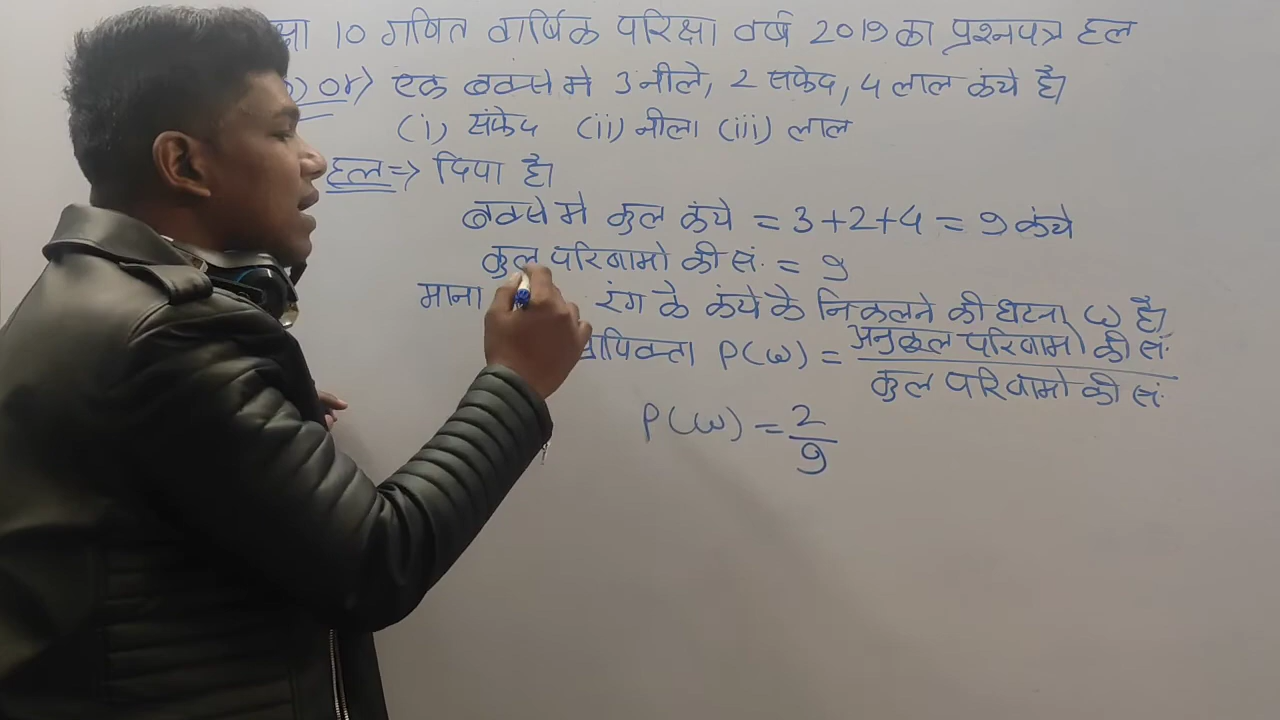 10 गणित वार्षिक परिक्षा वर्ष 2019 का प्रश्नपत्र हल
or) एक बक्से मे 3 नीले, 2 सफेद, 4 लाल कंचे है।
(i) सफेद (ii) नीला (iii) लाल
हल => दिया है।
बक्से मे कुल कंचे = 3+2+4 = 9 कंचे
कुल परिणामो की सं. = 9
माना रंग के कंचे के निकलने की घटना ω है।
P(ω) = अनुकूल परिणामो की सं.
कुल परिणामो की सं.
P(ω) = 2/9